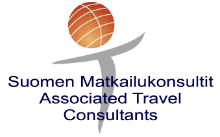 Suomen Matkailukonsultit
Associated Travel
Consultants